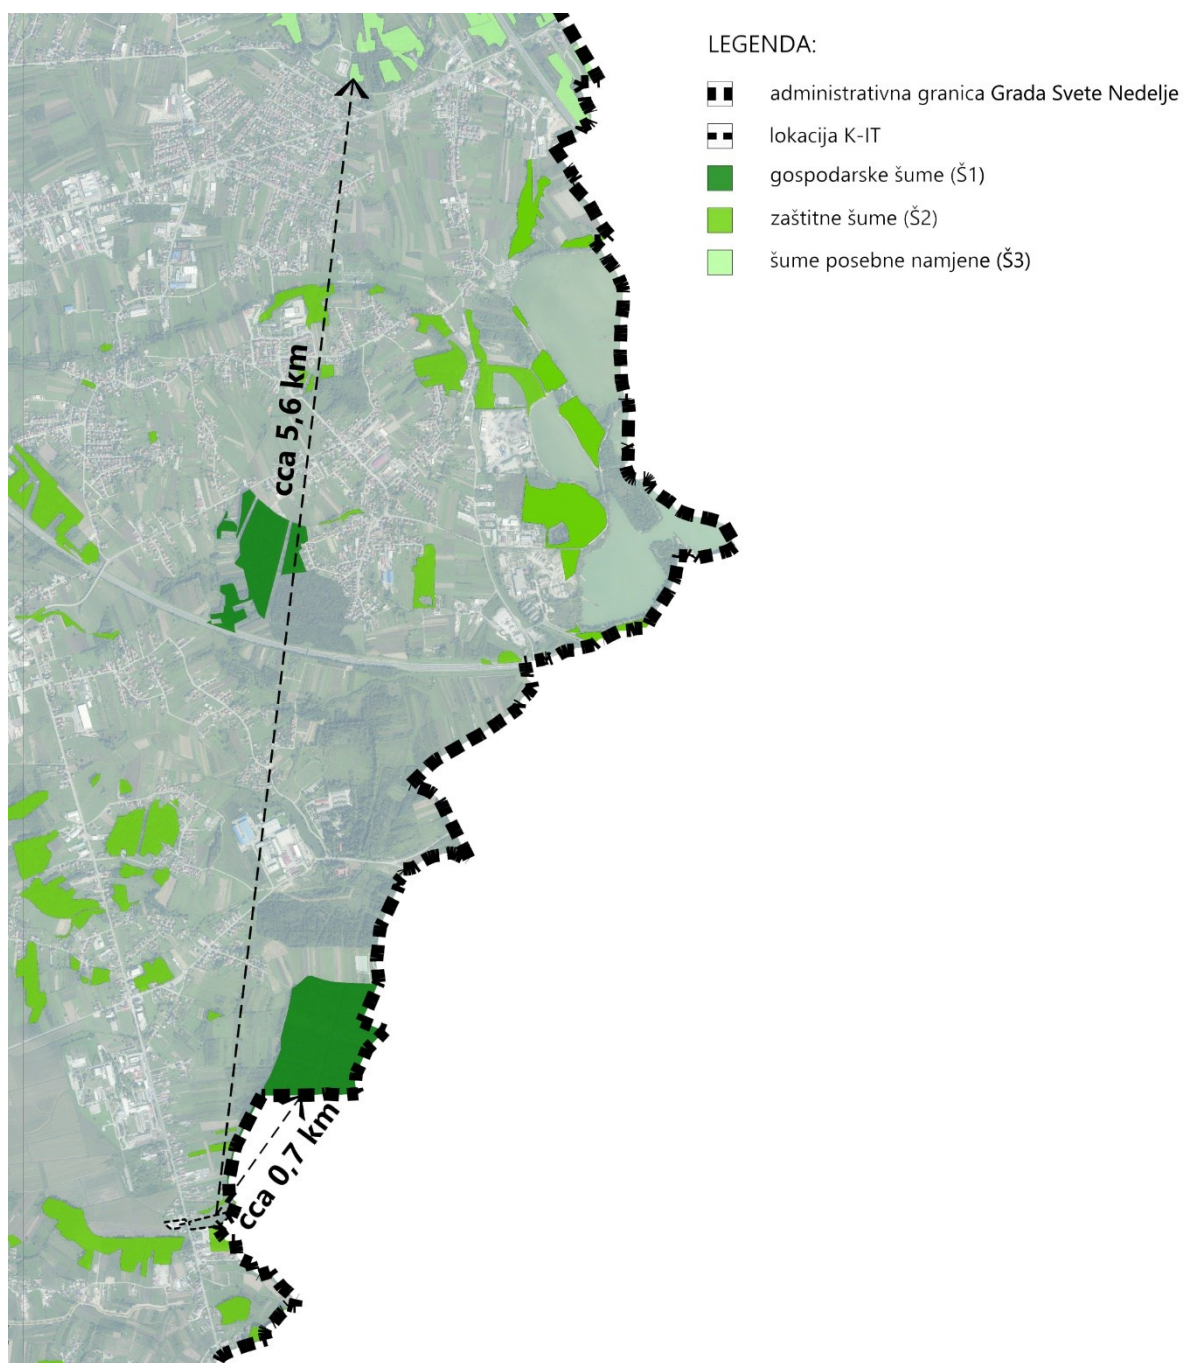 LEGENDA:
administrativna granica Grada Svete Nedelje
lokacija K-IT
gospodarske šume (Š1)
zaštitne šume (Š2)
šume posebne namjene (Š3)
cca 5,6 km
cca 0,7 km